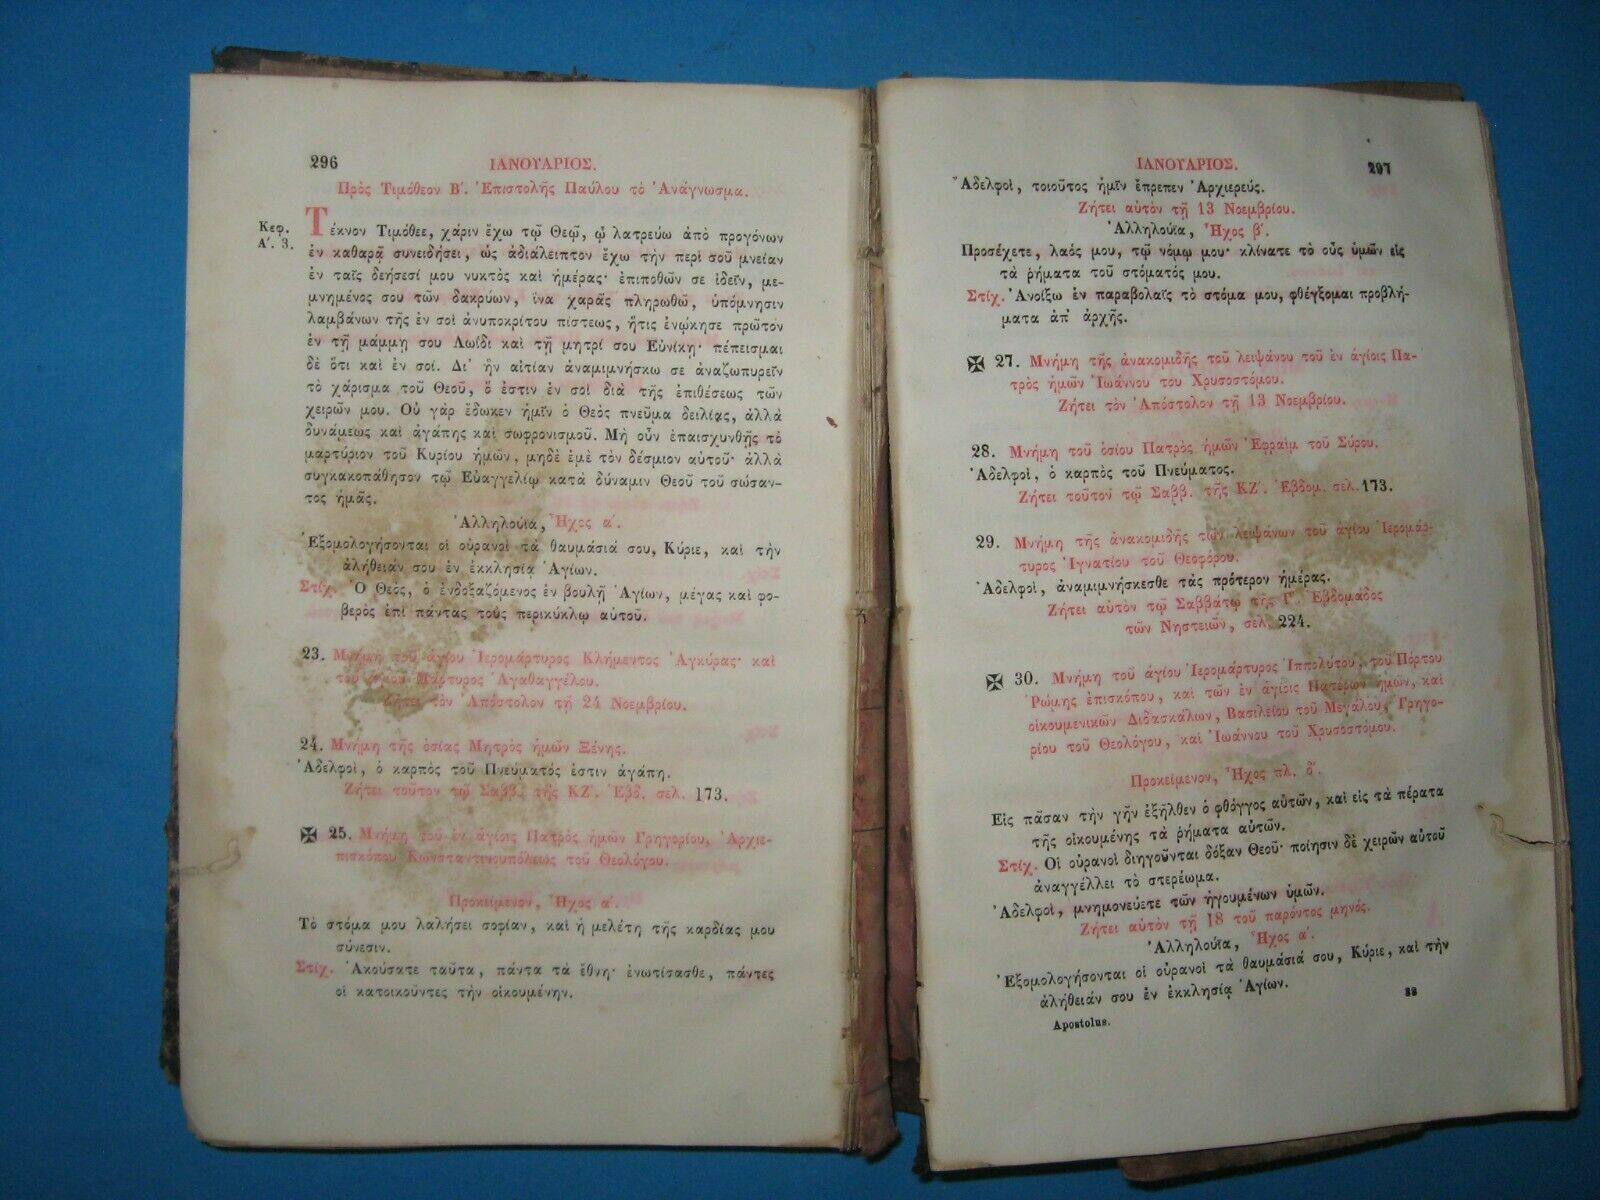 296
ΙΑΝΟΥΑΡΙΟΣ.
Πρὸς Τιμόθεον Β΄. Ἐπιστολῆς Παύλου τὸ Ἀνάγνωσμα.
Κεφ.
Α΄. 3.
Τέκνον Τιμόθεε, χάριν ἔχω τῷ Θεῷ, ᾧ λατρεύω ἀπὸ προγόνων
ἐν καθαρᾷ συνειδήσει, ὡς ἀδιάλειπτον ἔχω τὴν περὶ σοῦ μνείαν
ἐν ταῖς δεήσεσί μου νυκτὸς καὶ ἡμέρας· ἐπιποθῶν σε ἰδεῖν, με-
μνημένος σου τῶν δακρύων, ἵνα χαρᾶς πληρωθῶ, ὑπόμνησιν
λαμβάνων τῆς ἐν σοὶ ἀνυποκρίτου πίστεως, ἥτις ἐνῴκησε πρῶτον
ἐν τῇ μάμμῃ σου Λωΐδι καὶ τῇ μητρί σου Εὐνίκῃ· πέπεισμαι
δὲ ὅτι καὶ ἐν σοί. Δι᾽ ἣν αἰτίαν ἀναμιμνήσκω σε ἀναζωπυρεῖν
τὸ χάρισμα τοῦ Θεοῦ, ὅ ἐστιν ἐν σοὶ διὰ τῆς ἐπιθέσεως τῶν
χειρῶν μου. Οὐ γὰρ ἔδωκεν ἡμῖν ὁ Θεὸς πνεῦμα δειλίας, ἀλλὰ
δυνάμεως καὶ ἀγάπης καὶ σωφρονισμοῦ. Μὴ οὖν ἐπαισχυνθῇς τὸ
μαρτύριον τοῦ Κυρίου ἡμῶν, μηδὲ ἐμὲ τὸν δέσμιον αὐτοῦ· ἀλλὰ
συγκακοπάθησον τῷ Εὐαγγελίῳ κατὰ δύναμιν Θεοῦ τοῦ σώσαν-
τος ἡμᾶς.
Ἀλληλούϊα, Ἦχος α΄.
Ἐξομολογήσονται οἱ οὐρανοὶ τὰ θαυμάσιά σου, Κύριε, καὶ τὴν
ἀλήθειάν σου ἐν ἐκκλησίᾳ Ἁγίων.
Στίχ. Ὁ Θεὸς, ὁ ἐνδοξαζόμενος ἐν βουλῇ Ἁγίων, μέγας καὶ φο-
βερὸς ἐπὶ πάντας τοὺς περικύκλῳ αὐτοῦ.
23. Μνήμη τοῦ ἁγίου Ἱερομάρτυρος Κλήμεντος Ἀγκύρας· καὶ
τοῦ ἁγίου Μάρτυρος Ἀγαθαγγέλου.
Ζήτει τὸν Ἀπόστολον τῇ 24 Νοεμβρίου.
24. Μνήμη τῆς ὁσίας Μητρὸς ἡμῶν Ξένης.
Ἀδελφοὶ, ὁ καρπὸς τοῦ Πνεύματός ἐστιν ἀγάπη.
Ζήτει τοῦτον τῷ Σαββ. τῆς ΚΖ΄. Ἑβδ. σελ. 173.
✠ 25. Μνήμη τοῦ ἐν ἁγίοις Πατρὸς ἡμῶν Γρηγορίου, Ἀρχιε-
πισκόπου Κωνσταντινουπόλεως τοῦ Θεολόγου.
Προκείμενον, Ἦχος α΄.
Τὸ στόμα μου λαλήσει σοφίαν, καὶ ἡ μελέτη τῆς καρδίας μου
σύνεσιν.
Στίχ. Ἀκούσατε ταῦτα, πάντα τὰ ἔθνη· ἐνωτίσασθε, πάντες
οἱ κατοικοῦντες τὴν οἰκουμένην.
ΙΑΝΟΥΑΡΙΟΣ.
297
Ἀδελφοὶ, τοιοῦτος ἡμῖν ἔπρεπεν Ἀρχιερεύς.
Ζήτει αὐτὸν τῇ 13 Νοεμβρίου.
Ἀλληλούϊα, Ἦχος β΄.
Προσέχετε, λαός μου, τῷ νόμῳ μου· κλίνατε τὸ οὖς ὑμῶν εἰς
τὰ ῥήματα τοῦ στόματός μου.
Στίχ. Ἀνοίξω ἐν παραβολαῖς τὸ στόμα μου, φθέγξομαι προβλή-
ματα ἀπ᾽ ἀρχῆς.
✠ 27. Μνήμη τῆς ἀνακομιδῆς τοῦ λειψάνου τοῦ ἐν ἁγίοις Πα-
τρὸς ἡμῶν Ἰωάννου τοῦ Χρυσοστόμου.
Ζήτει τὸν Ἀπόστολον τῇ 13 Νοεμβρίου.
28. Μνήμη τοῦ ὁσίου Πατρὸς ἡμῶν Ἐφραὶμ τοῦ Σύρου.
Ἀδελφοὶ, ὁ καρπὸς τοῦ Πνεύματος.
Ζήτει τοῦτον τῷ Σαββ. τῆς ΚΖ΄. Ἑβδομ. σελ. 173.
29. Μνήμη τῆς ἀνακομιδῆς τῶν λειψάνων τοῦ ἁγίου Ἱερομάρ-
τυρος Ἰγνατίου τοῦ Θεοφόρου.
Ἀδελφοὶ, ἀναμιμνήσκεσθε τὰς πρότερον ἡμέρας.
Ζήτει αὐτὸν τῷ Σαββάτῳ τῆς Γ΄. Ἑβδομάδος
τῶν Νηστειῶν, σελ. 224.
✠ 30. Μνήμη τοῦ ἁγίου Ἱερομάρτυρος Ἱππολύτου, τοῦ Πόρτου
Ῥώμης ἐπισκόπου, καὶ τῶν ἐν ἁγίοις Πατέρων ἡμῶν, καὶ
οἰκουμενικῶν Διδασκάλων, Βασιλείου τοῦ Μεγάλου, Γρηγο-
ρίου τοῦ Θεολόγου, καὶ Ἰωάννου τοῦ Χρυσοστόμου.
Προκείμενον, Ἦχος πλ. δ΄.
Εἰς πᾶσαν τὴν γῆν ἐξῆλθεν ὁ φθόγγος αὐτῶν, καὶ εἰς τὰ πέρατα
τῆς οἰκουμένης τὰ ῥήματα αὐτῶν.
Στίχ. Οἱ οὐρανοὶ διηγοῦνται δόξαν Θεοῦ· ποίησιν δὲ χειρῶν αὐτοῦ
ἀναγγέλλει τὸ στερέωμα.
Ἀδελφοὶ, μνημονεύετε τῶν ἡγουμένων ὑμῶν.
Ζήτει αὐτὸν τῇ 18 τοῦ παρόντος μηνός.
Ἀλληλούϊα, Ἦχος α΄.
Ἐξομολογήσονται οἱ οὐρανοὶ τὰ θαυμάσιά σου, Κύριε, καὶ τὴν
ἀλήθειάν σου ἐν ἐκκλησίᾳ Ἁγίων.
Apostolus.